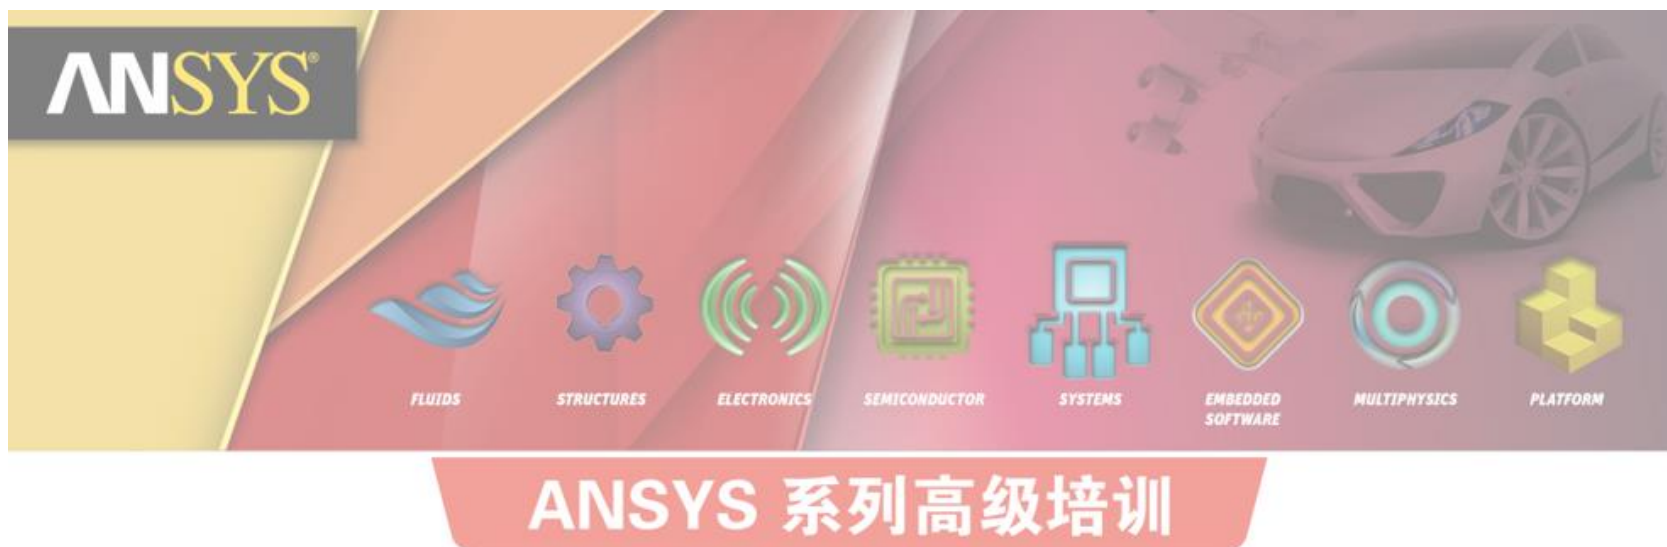 ANSYS®
FLUIDS
STRUCTURES
ELECTRONICS
SEMICONDUCTOR
SYSTEMS
EMBEDDED
SOFTWARE
MULTIPHYSICS
PLATFORM
ANSYS 系列高级培训